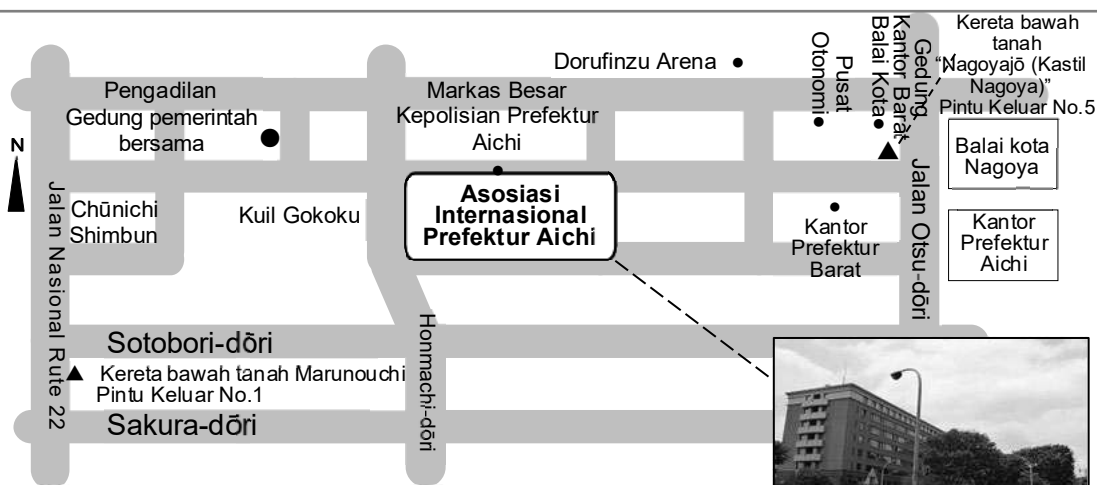 Dorufinzu Arena
Pusat
Otonomi
Gedung
Kantor Barat
Balai Kota
Kereta bawah
tanah
“Nagoyajō (Kastil
Nagoya)”
Pintu Keluar No.5
Pengadilan
Gedung pemerintah
bersama
Markas Besar
Kepolisian Prefektur
Aichi
N
Balai kota
Nagoya
Jalan Nasional Rute 22
Chūnichi
Shimbun
Kuil Gokoku
Asosiasi
Internasional
Prefektur Aichi
Kantor
Prefektur
Barat
Jalan Otsu-dōri
Kantor
Prefektur
Aichi
Sotobori-dōri
Honmachi-dōri
Kereta bawah tanah Marunouchi
Pintu Keluar No.1
Sakura-dōri